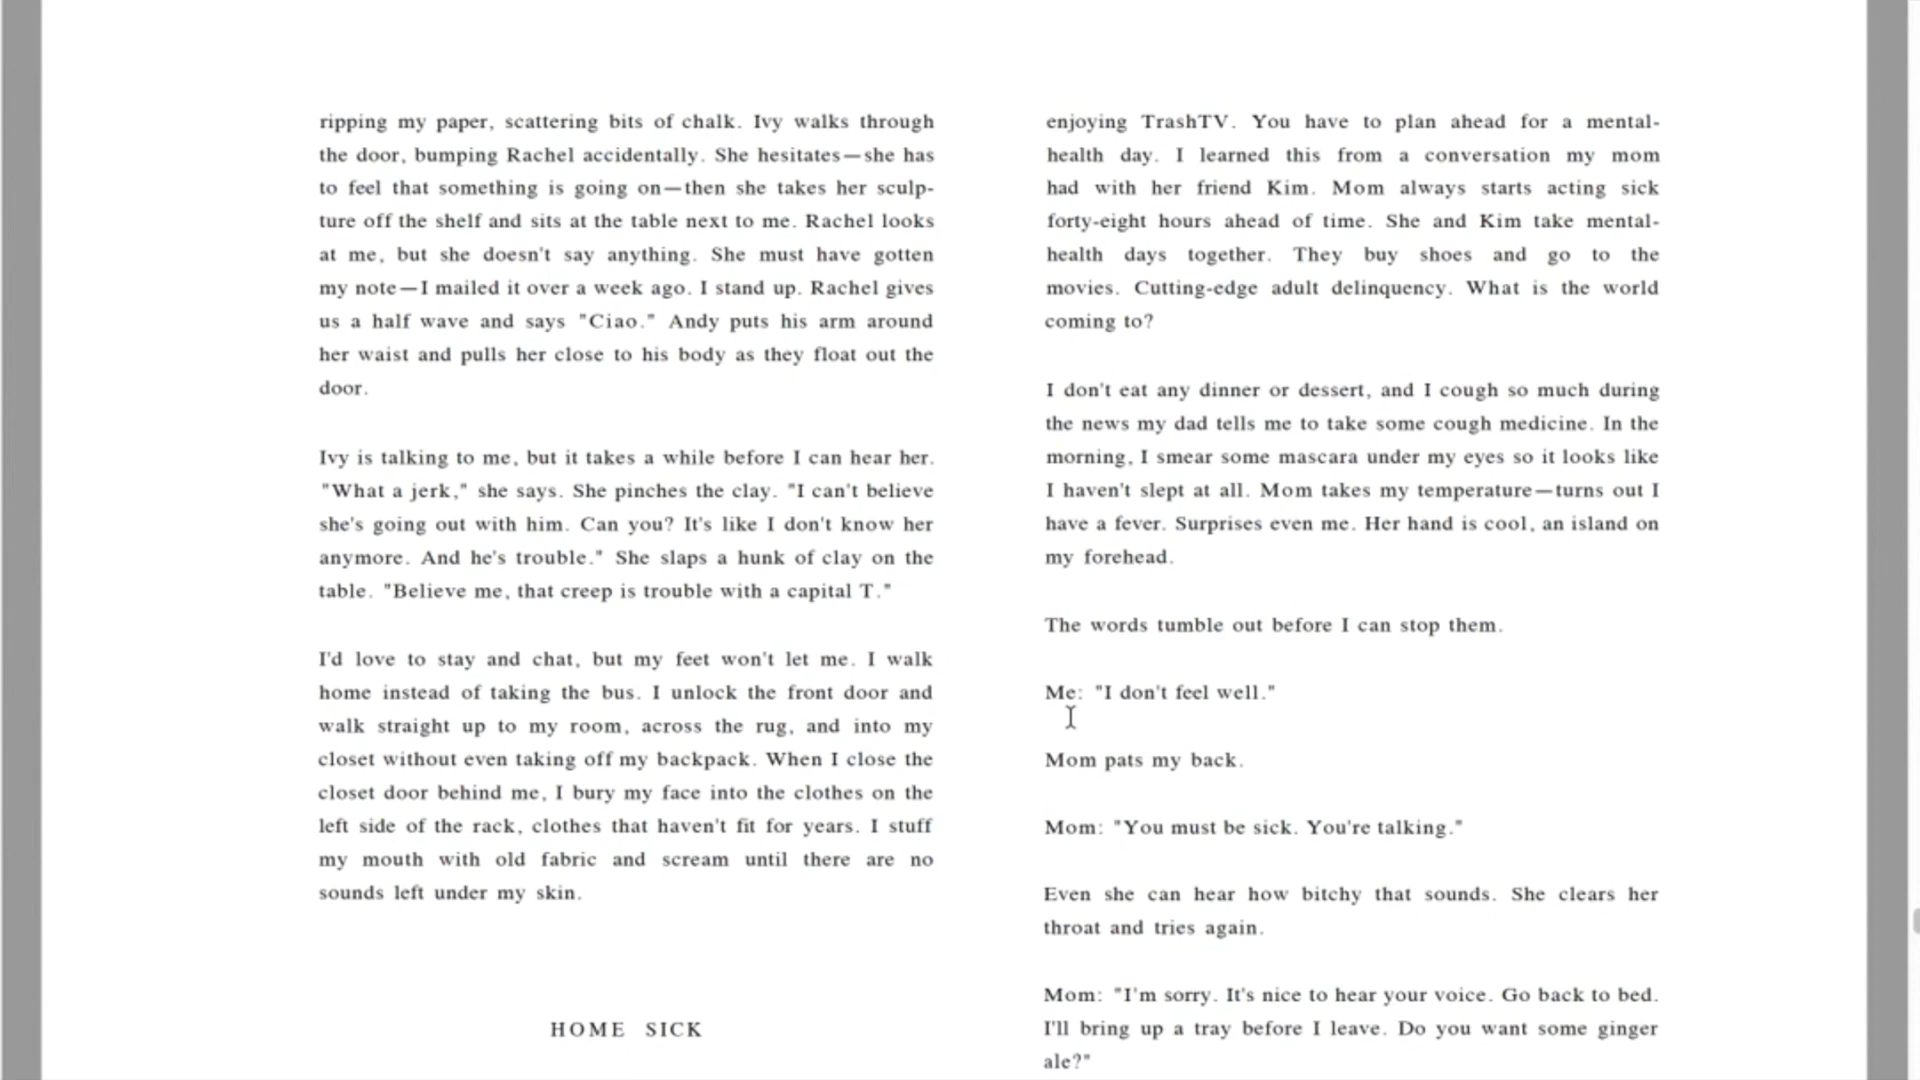 ripping my paper, scattering bits of chalk. Ivy walks through
the door, bumping Rachel accidentally. She hesitates—she has
to feel that something is going on—then she takes her sculp-
ture off the shelf and sits at the table next to me. Rachel looks
at me, but she doesn't say anything. She must have gotten
my note—I mailed it over a week ago. I stand up. Rachel gives
us a half wave and says "Ciao." Andy puts his arm around
her waist and pulls her close to his body as they float out the
door.
Ivy is talking to me, but it takes a while before I can hear her.
"What a jerk," she says. She pinches the clay. "I can't believe
she's going out with him. Can you? It's like I don't know her
anymore. And he's trouble." She slaps a hunk of clay on the
table. "Believe me, that creep is trouble with a capital T."
I'd love to stay and chat, but my feet won't let me. I walk
home instead of taking the bus. I unlock the front door and
walk straight up to my room, across the rug, and into my
closet without even taking off my backpack. When I close the
closet door behind me, I bury my face into the clothes on the
left side of the rack, clothes that haven't fit for years. I stuff
my mouth with old fabric and scream until there are no
sounds left under my skin.
HOME SICK
enjoying TrashTV. You have to plan ahead for a mental-
health day. I learned this from a conversation my mom
had with her friend Kim. Mom always starts acting sick
forty-eight hours ahead of time. She and Kim take mental-
health days together. They buy shoes and go to the
movies. Cutting-edge adult delinquency. What is the world
coming to?
I don't eat any dinner or dessert, and I cough so much during
the news my dad tells me to take some cough medicine. In the
morning, I smear some mascara under my eyes so it looks like
I haven't slept at all. Mom takes my temperature—turns out I
have a fever. Surprises even me. Her hand is cool, an island on
my forehead.
The words tumble out before I can stop them.
Me: "I don't feel well."
Mom pats my back.
Mom: "You must be sick. You're talking."
Even she can hear how bitchy that sounds. She clears her
throat and tries again.
Mom: "I'm sorry. It's nice to hear your voice. Go back to bed.
I'll bring up a tray before I leave. Do you want some ginger
ale?"